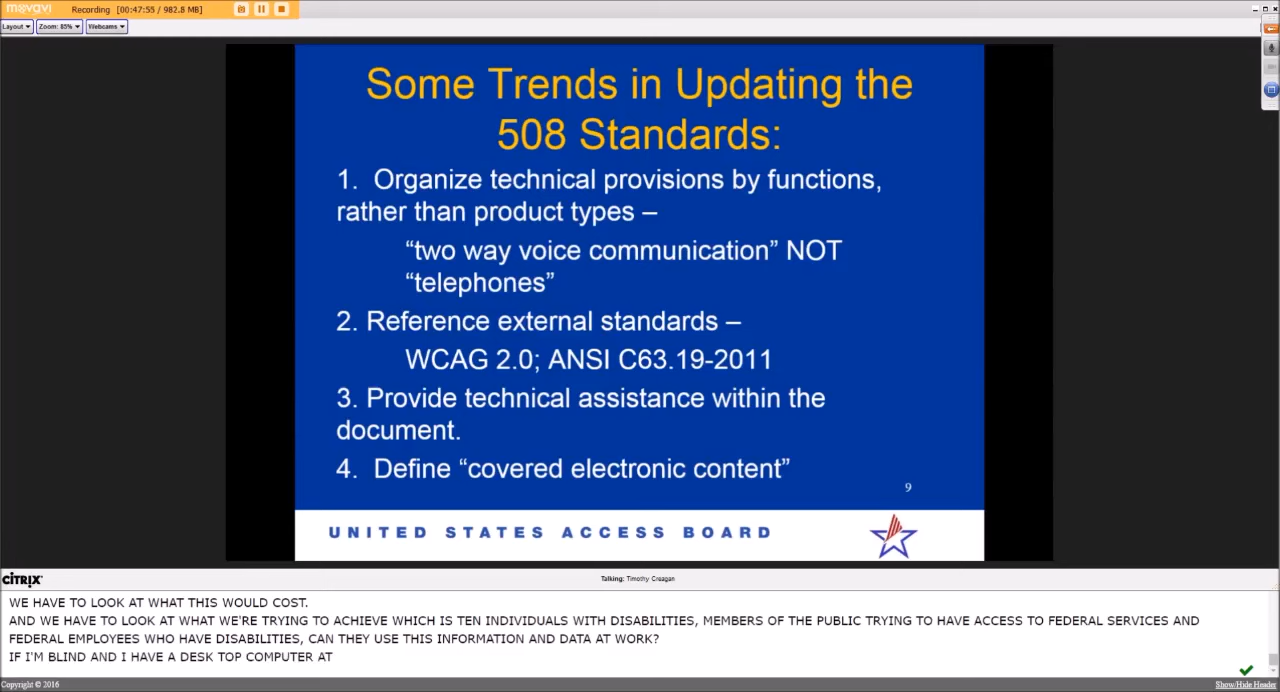 movavi Recording [00:47:55 / 982.8 MB]
Layout Zoom: 85% Webcams
Some Trends in Updating the
508 Standards:
1. Organize technical provisions by functions,
rather than product types –
“two way voice communication” NOT
“telephones”
2. Reference external standards –
WCAG 2.0; ANSI C63.19-2011
3. Provide technical assistance within the
document.
4. Define “covered electronic content”
9
UNITED STATES ACCESS BOARD
CİTRIX
Talking: Timothy Creagan
WE HAVE TO LOOK AT WHAT THIS WOULD COST.
AND WE HAVE TO LOOK AT WHAT WE'RE TRYING TO ACHIEVE WHICH IS TEN INDIVIDUALS WITH DISABILITIES, MEMBERS OF THE PUBLIC TRYING TO HAVE ACCESS TO FEDERAL SERVICES AND
FEDERAL EMPLOYEES WHO HAVE DISABILITIES, CAN THEY USE THIS INFORMATION AND DATA AT WORK?
IF I'M BLIND AND I HAVE A DESK TOP COMPUTER AT
Copyright © 2016
Show/Hide Header